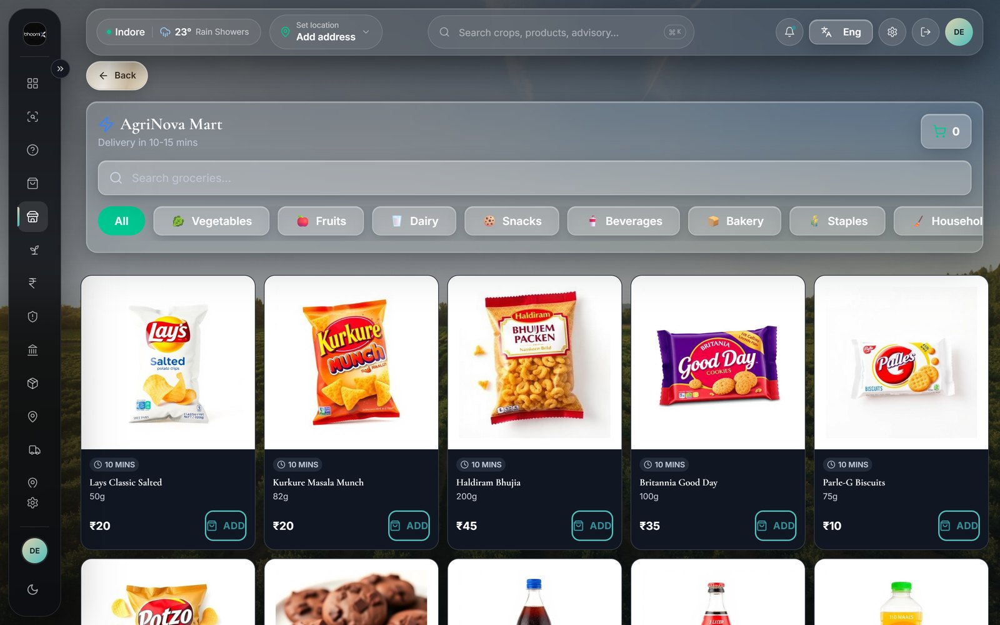 bhoomiX
Indore
23°
Rain Showers
Set location
Add address
Search crops, products, advisory...
⌘ K
Eng
DE
Back
AgriNova Mart
Delivery in 10-15 mins
0
Search groceries...
All
Vegetables
Fruits
Dairy
Snacks
Beverages
Bakery
Staples
Househol
Lay's
Salted
potato chips
Kurkure
MUNCH
Haldiram
BHUIJEM
PACKEN
BRITANIA
Good Day
COOKIES
Palles
G
BISCUITS
10 MINS
Lays Classic Salted
50g
₹20
ADD
10 MINS
Kurkure Masala Munch
82g
₹20
ADD
10 MINS
Haldiram Bhujia
200g
₹45
ADD
10 MINS
Britannia Good Day
100g
₹35
ADD
10 MINS
Parle-G Biscuits
75g
₹10
ADD
DE
Potzo
1 LITER